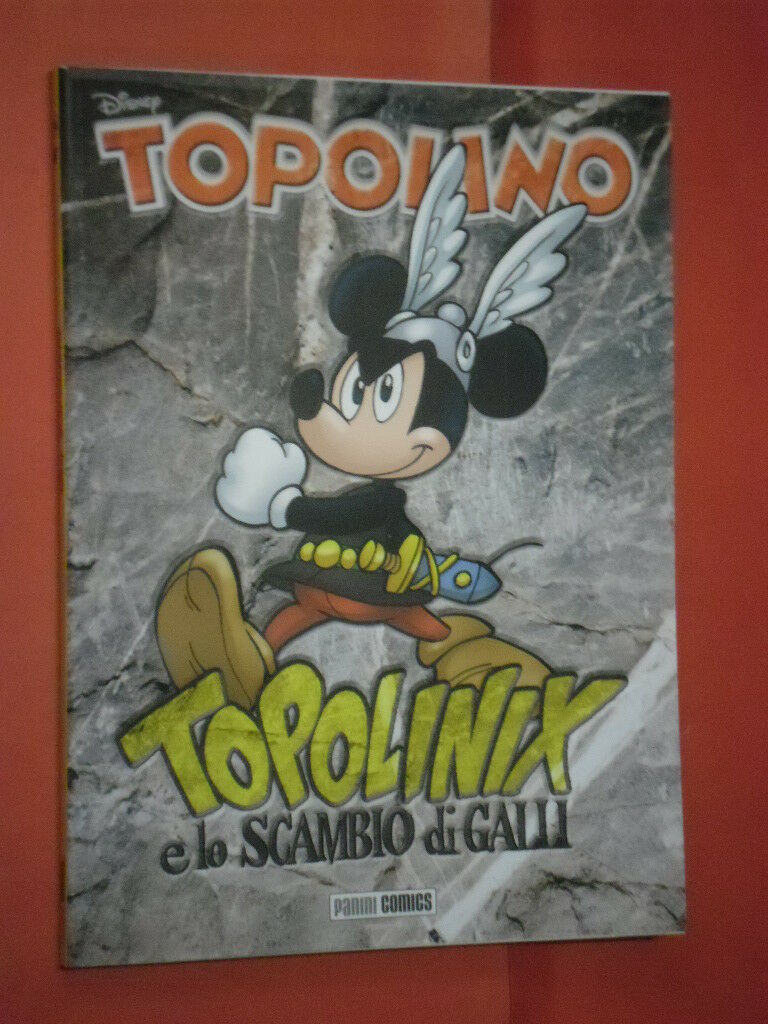 Disney
TOPOLINO
TOPOLINIX
e lo SCAMBIO di GALLI
PANINI COMICS